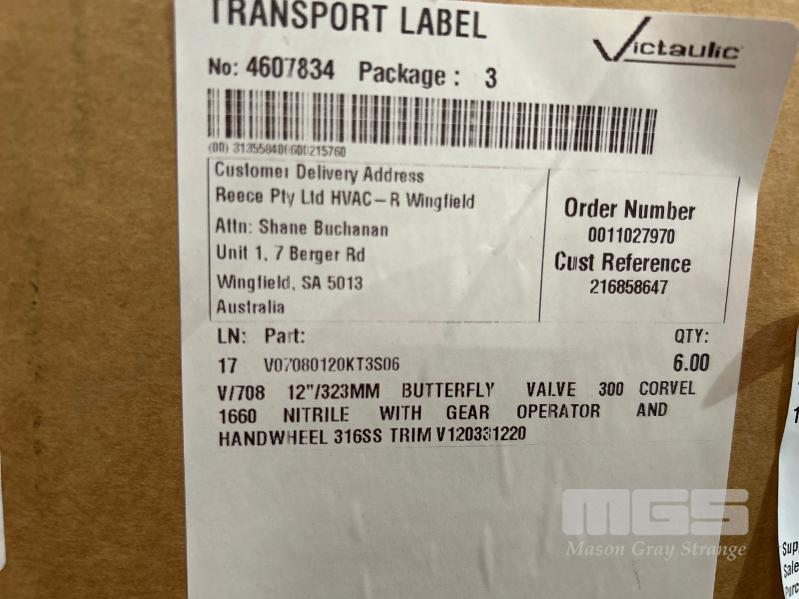 TRANSPORT LABEL
Victaulic
No: 4607834 Package : 3
Customer Delivery Address
Reece Pty Ltd HVAC-R Wingfield
Attn: Shane Buchanan
Unit 1, 7 Berger Rd
Wingfield, SA 5013
Australia
Order Number
0011027970
Cust Reference
216858647
LN: Part: QTY:
17 V07080120KT3S06 6.00
V/708 12"/323MM BUTTERFLY VALVE 300 CORVEL
1660 NITRILE WITH GEAR OPERATOR AND
HANDWHEEL 316SS TRIM V120331220
MGS
Mason Gray Strange
Sup
Sale
Purc